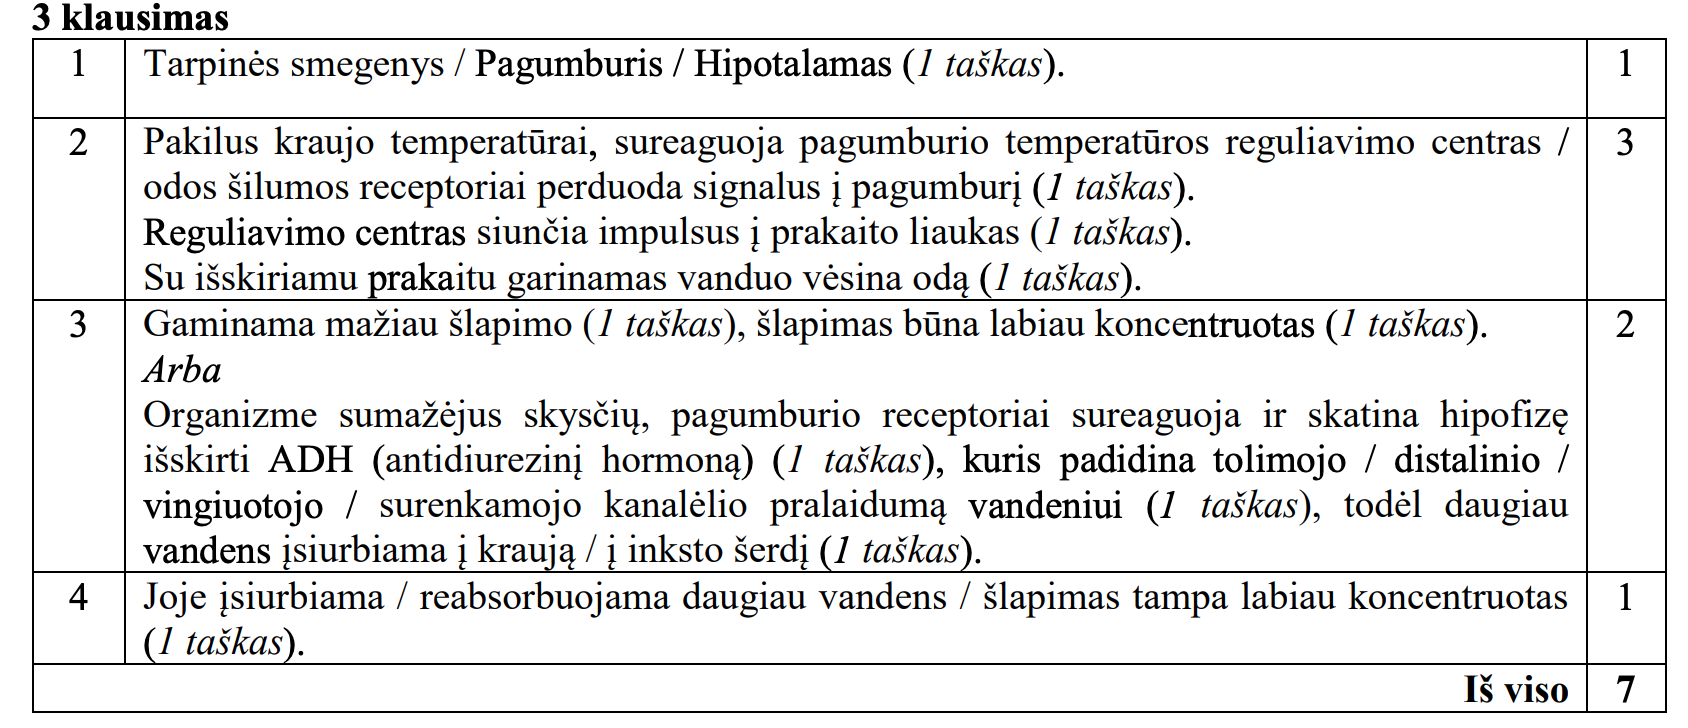 3 klausimas
1 Tarpinės smegenys / Pagumburis / Hipotalamas (1 taškas). 1
2 Pakilus kraujo temperatūrai, sureaguoja pagumburio temperatūros reguliavimo centras / 3
odos šilumos receptoriai perduoda signalus į pagumburį (1 taškas).
Reguliavimo centras siunčia impulsus į prakaito liaukas (1 taškas).
Su išskiriamu prakaitu garinamas vanduo vėsina odą (1 taškas).
3 Gaminama mažiau šlapimo (1 taškas), šlapimas būna labiau koncentruotas (1 taškas). 2
Arba
Organizme sumažėjus skysčių, pagumburio receptoriai sureaguoja ir skatina hipofizę
išskirti ADH (antidiurezinį hormoną) (1 taškas), kuris padidina tolimojo / distalinio /
vingiuotojo / surenkamojo kanalėlio pralaidumą vandeniui (1 taškas), todėl daugiau
vandens įsiurbiama į kraują / į inksto šerdį (1 taškas).
4 Joje įsiurbiama / reabsorbuojama daugiau vandens / šlapimas tampa labiau koncentruotas 1
(1 taškas).
Iš viso 7